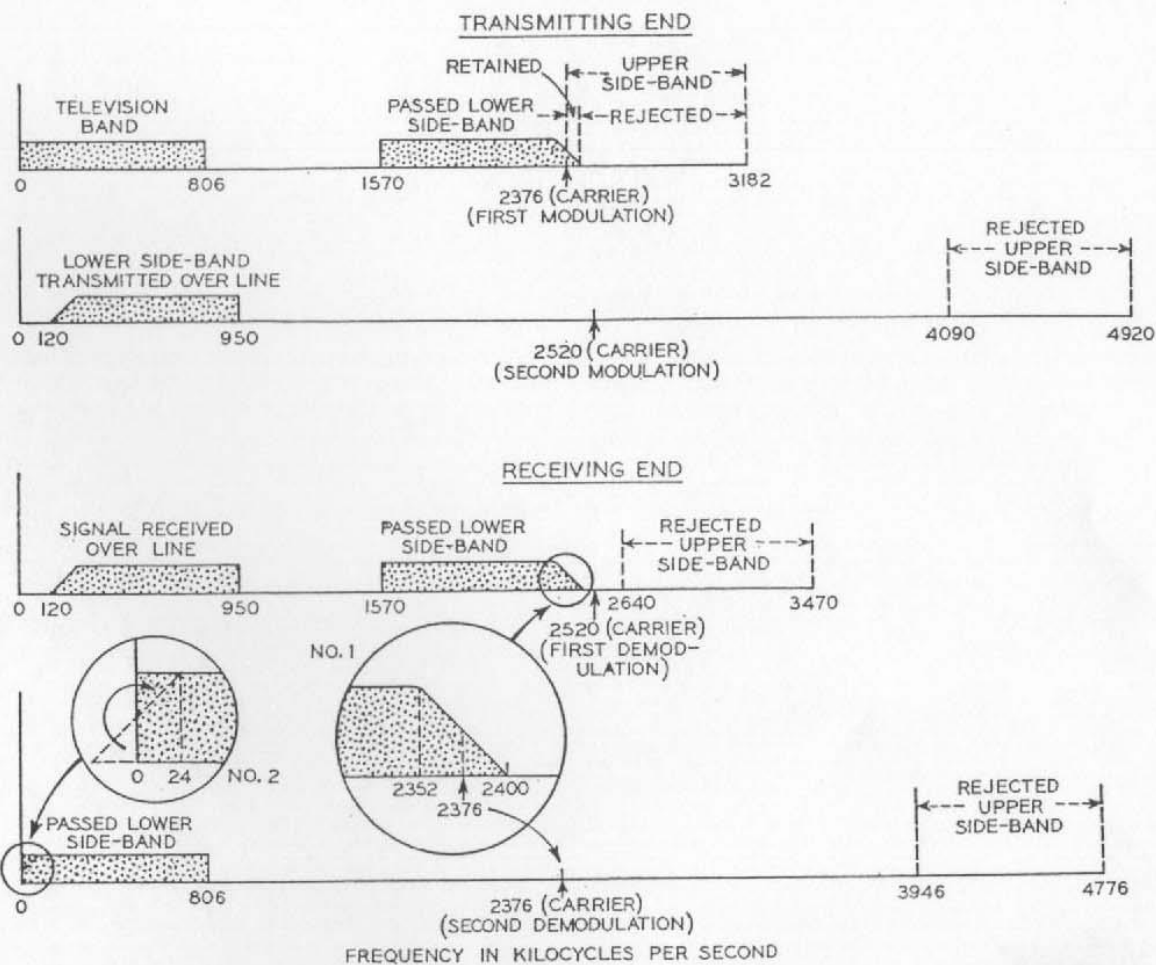 TRANSMITTING END
TELEVISION
BAND
PASSED LOWER
SIDE-BAND
RETAINED
UPPER
SIDE-BAND
REJECTED
0
806
1570
2376 (CARRIER)
(FIRST MODULATION)
3182
LOWER SIDE-BAND
TRANSMITTED OVER LINE
REJECTED
UPPER
SIDE-BAND
0
120
950
2520 (CARRIER)
(SECOND MODULATION)
4090
4920
RECEIVING END
SIGNAL RECEIVED
OVER LINE
PASSED LOWER
SIDE-BAND
REJECTED
UPPER
SIDE-BAND
0
120
950
1570
2520 (CARRIER)
(FIRST DEMOD-
ULATION)
2640
3470
NO. 1
2352
2376
2400
0
24
NO. 2
PASSED LOWER
SIDE-BAND
REJECTED
UPPER
SIDE-BAND
0
806
2376 (CARRIER)
(SECOND DEMODULATION)
3946
4776
FREQUENCY IN KILOCYCLES PER SECOND